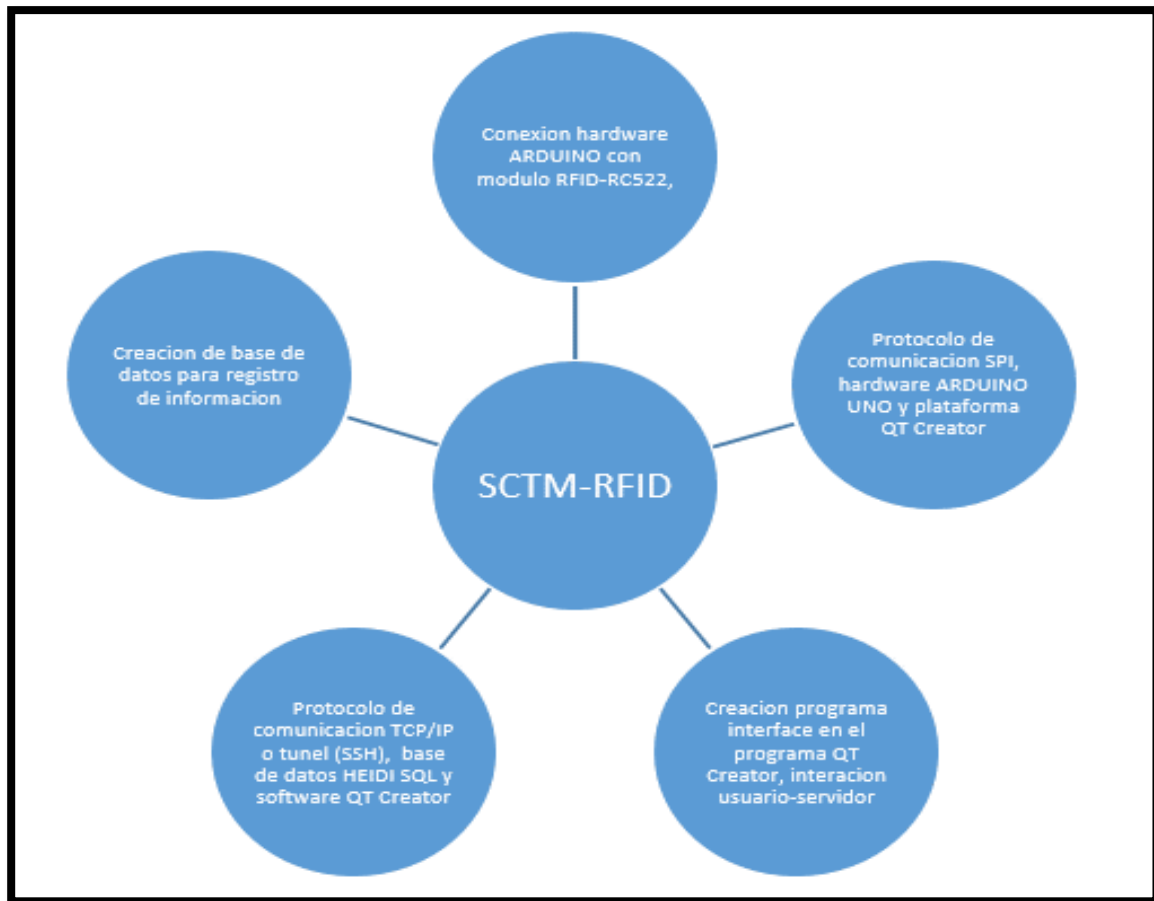 Conexion hardware
ARDUINO con
modulo RFID-RC522,
Protocolo de
comunicacion SPI,
hardware ARDUINO
UNO y plataforma
QT Creator
Creacion programa
interface en el
programa QT
Creator, interacion
usuario-servidor
Protocolo de
comunicacion TCP/IP
o tunel (SSH), base
de datos HEIDI SQL y
software QT Creator
Creacion de base de
datos para registro
de informacion
SCTM-RFID